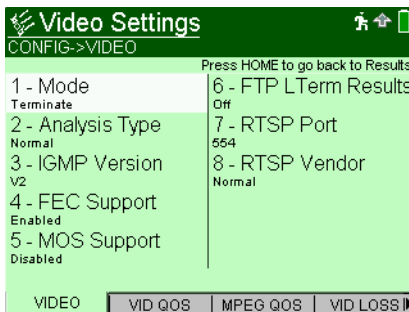 Video Settings
CONFIG->VIDEO
Press HOME to go back to Results
1 - Mode
Terminate
2 - Analysis Type
Normal
3 - IGMP Version
V2
4 - FEC Support
Enabled
5 - MOS Support
Disabled
6 - FTP LTerm Results
Off
7 - RTSP Port
554
8 - RTSP Vendor
Normal
VIDEO VID QOS MPEG QOS VID LOSS